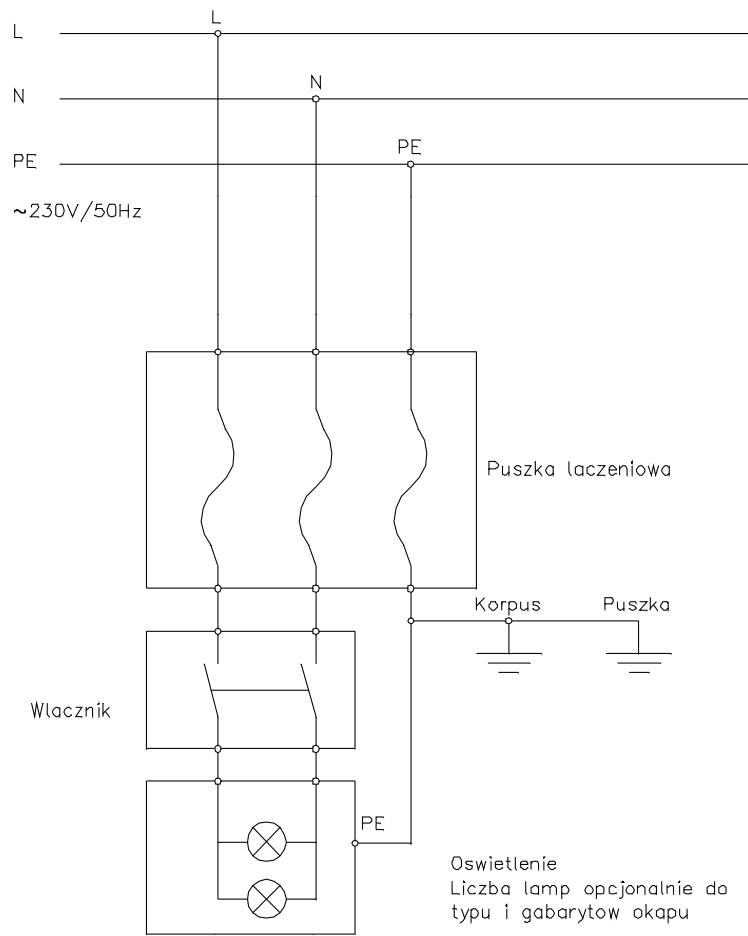 L
L
N
N
PE
PE
~230V/50Hz
Puszka laczeniowa
Korpus
Puszka
Wlacznik
PE
Oswietlenie
Liczba lamp opcjonalnie do
typu i gabarytow okapu